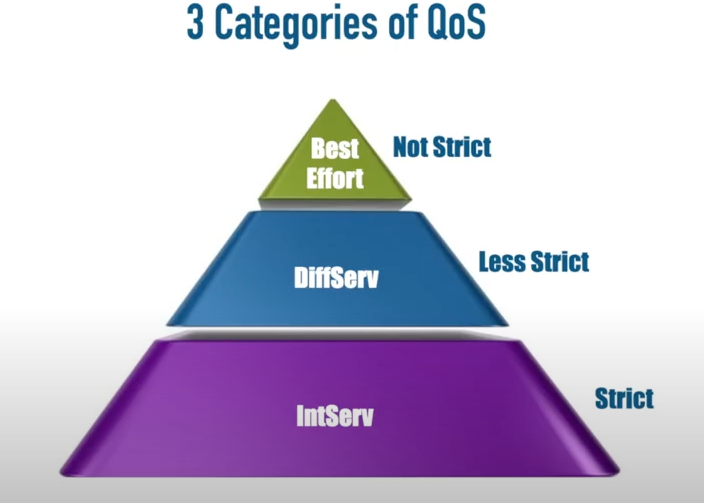 3 Categories of QoS
Best
Effort
Not Strict
DiffServ
Less Strict
IntServ
Strict